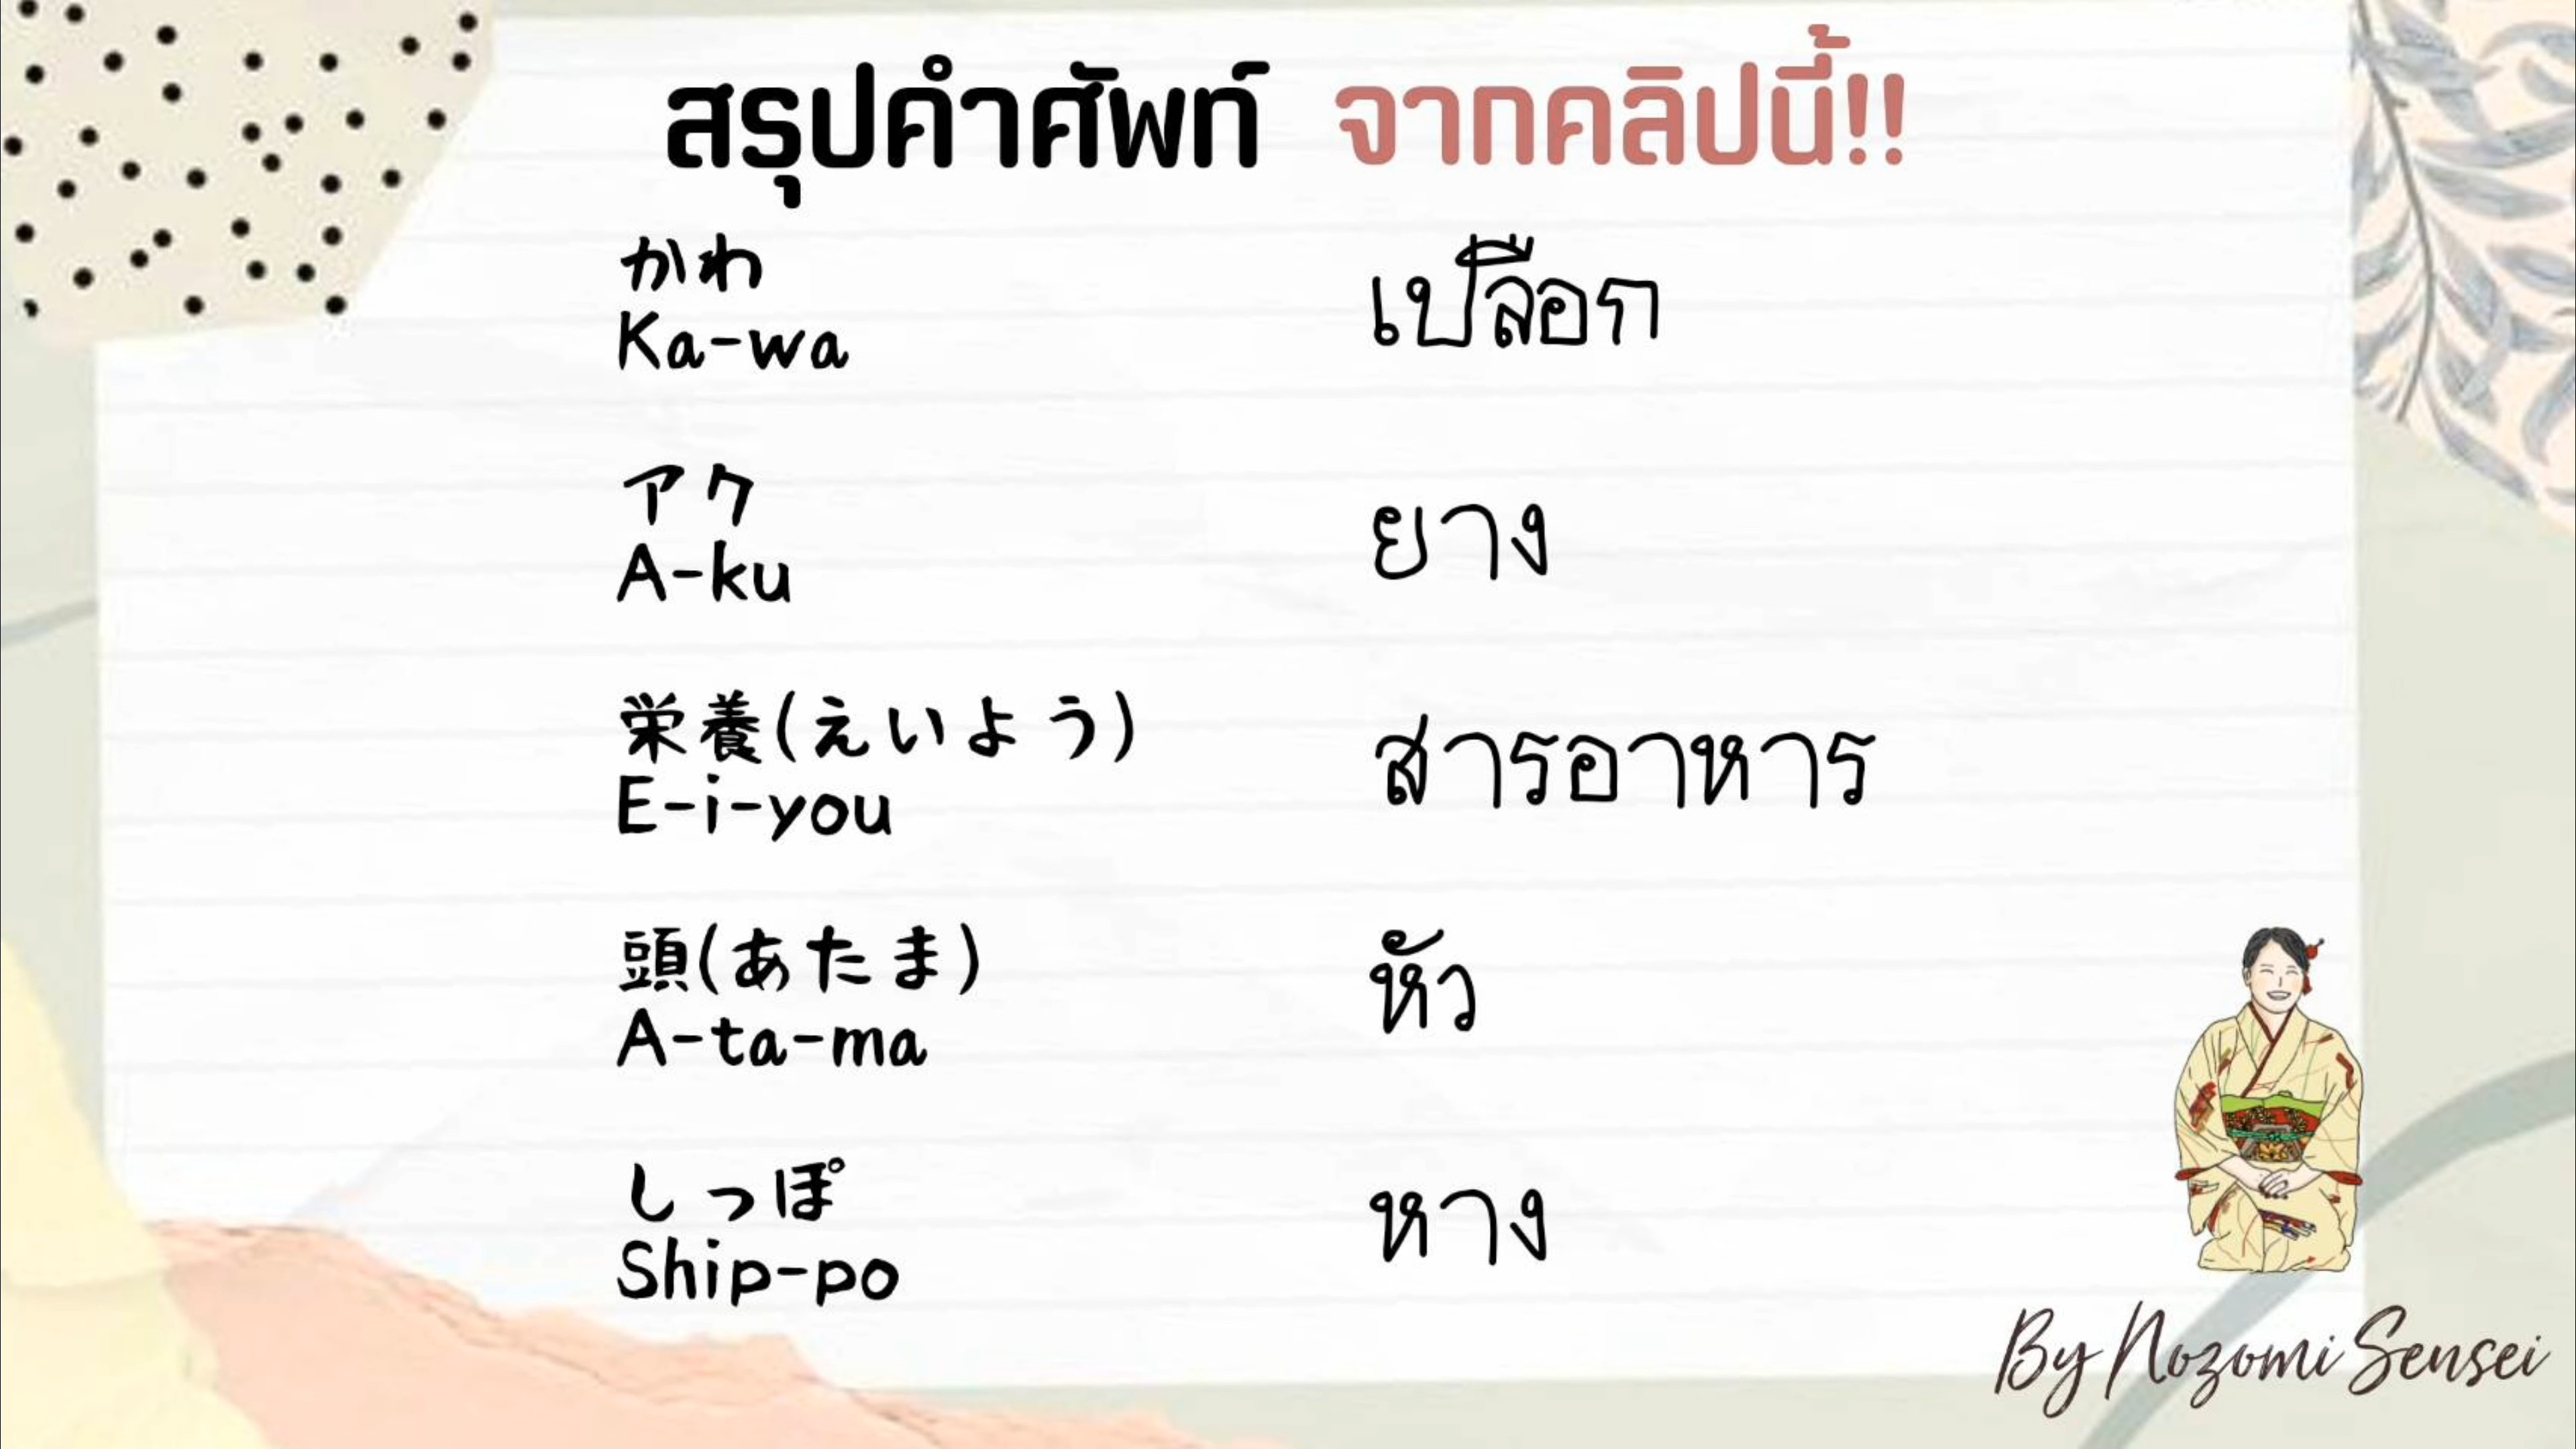 สรุปคำศัพท์ จากคลิปนี้!!
かわ
Ka-wa
เปลือก
アク
A-ku
ยาง
栄養(えいよう)
E-i-you
สารอาหาร
頭(あたま)
A-ta-ma
หัว
しっぽ
Ship-po
หาง
By Nozomi Sensei